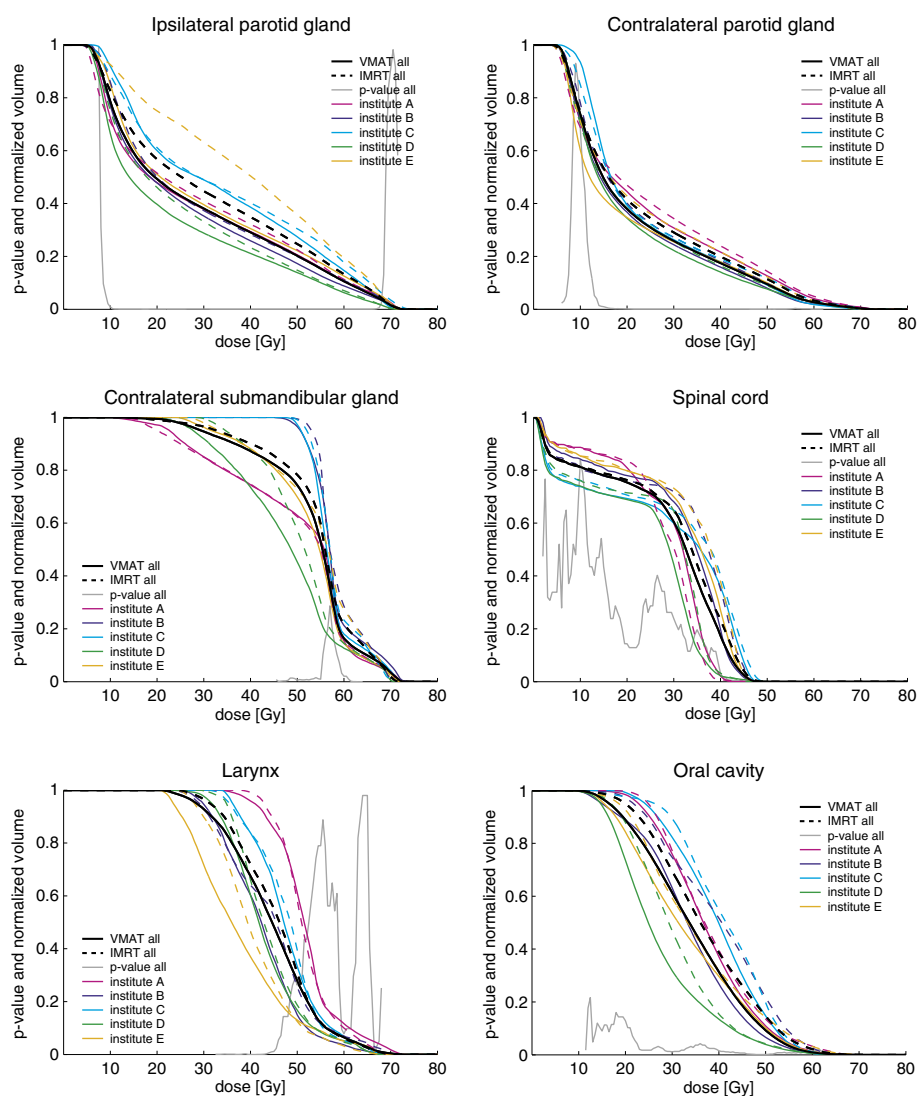 Ipsilateral parotid gland
p-value and normalized volume
1
0.8
0.6
0.4
0.2
0
VMAT all
IMRT all
p-value all
institute A
institute B
institute C
institute D
institute E
10 20 30 40 50 60 70 80
dose [Gy]
Contralateral parotid gland
p-value and normalized volume
1
0.8
0.6
0.4
0.2
0
VMAT all
IMRT all
p-value all
institute A
institute B
institute C
institute D
institute E
10 20 30 40 50 60 70 80
dose [Gy]
Contralateral submandibular gland
p-value and normalized volume
1
0.8
0.6
0.4
0.2
0
VMAT all
IMRT all
p-value all
institute A
institute B
institute C
institute D
institute E
10 20 30 40 50 60 70 80
dose [Gy]
Spinal cord
p-value and normalized volume
1
0.8
0.6
0.4
0.2
0
VMAT all
IMRT all
p-value all
institute A
institute B
institute C
institute D
institute E
10 20 30 40 50 60 70 80
dose [Gy]
Larynx
p-value and normalized volume
1
0.8
0.6
0.4
0.2
0
VMAT all
IMRT all
p-value all
institute A
institute B
institute C
institute D
institute E
10 20 30 40 50 60 70 80
dose [Gy]
Oral cavity
p-value and normalized volume
1
0.8
0.6
0.4
0.2
0
VMAT all
IMRT all
p-value all
institute A
institute B
institute C
institute D
institute E
10 20 30 40 50 60 70 80
dose [Gy]